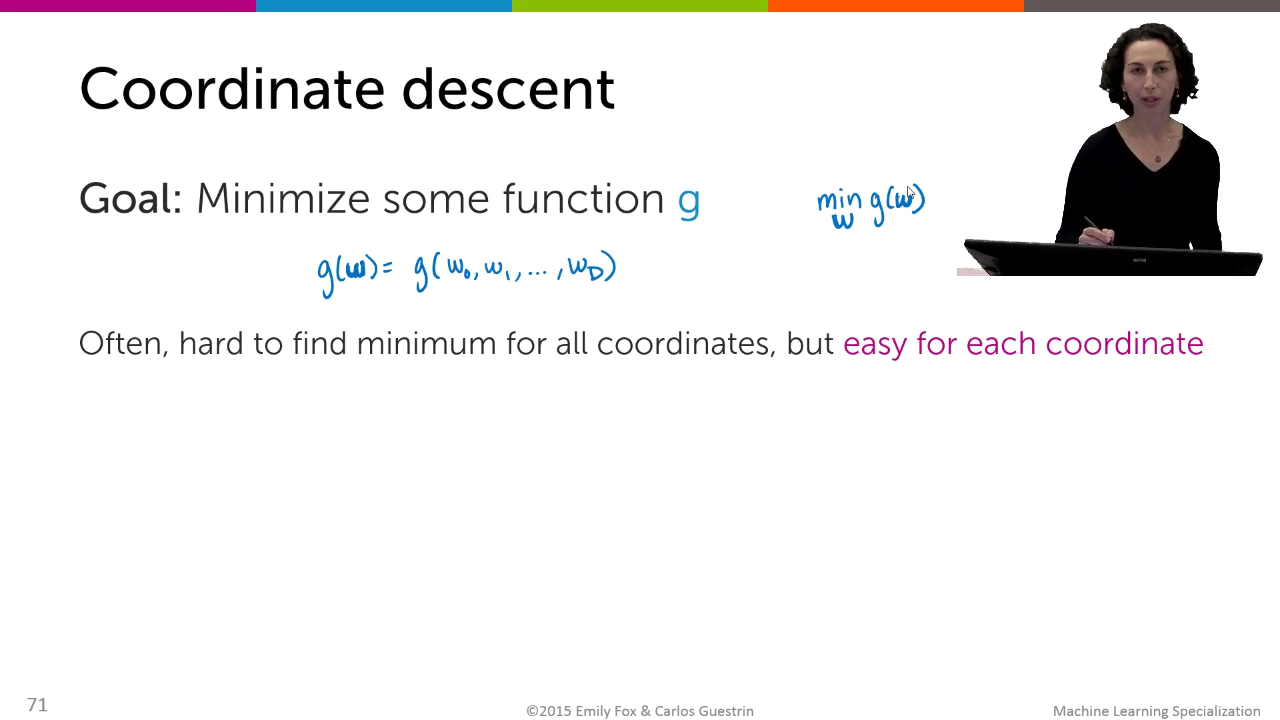 Coordinate descent
Goal: Minimize some function g
min g(w)
w
g(w) = g(w₀, w₁, ..., w_D)
Often, hard to find minimum for all coordinates, but easy for each coordinate
71
©2015 Emily Fox & Carlos Guestrin
Machine Learning Specialization